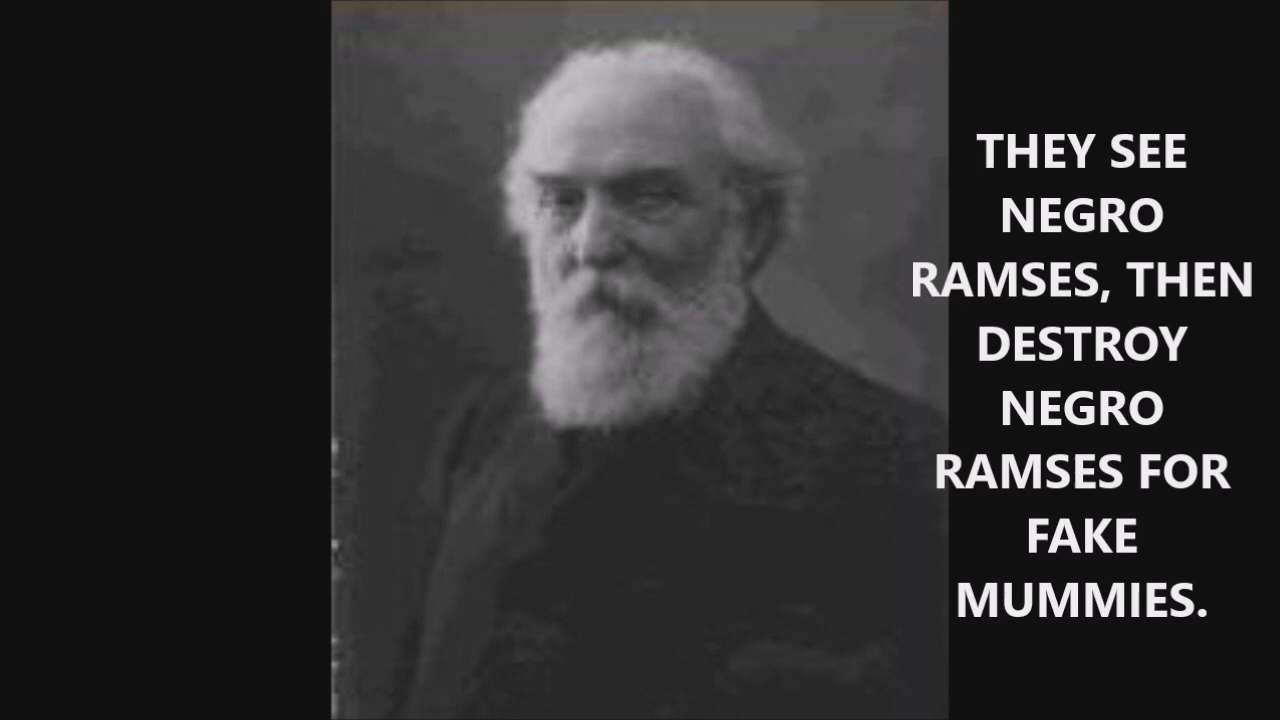 THEY SEE
NEGRO
RAMSES, THEN
DESTROY
NEGRO
RAMSES FOR
FAKE
MUMMIES.